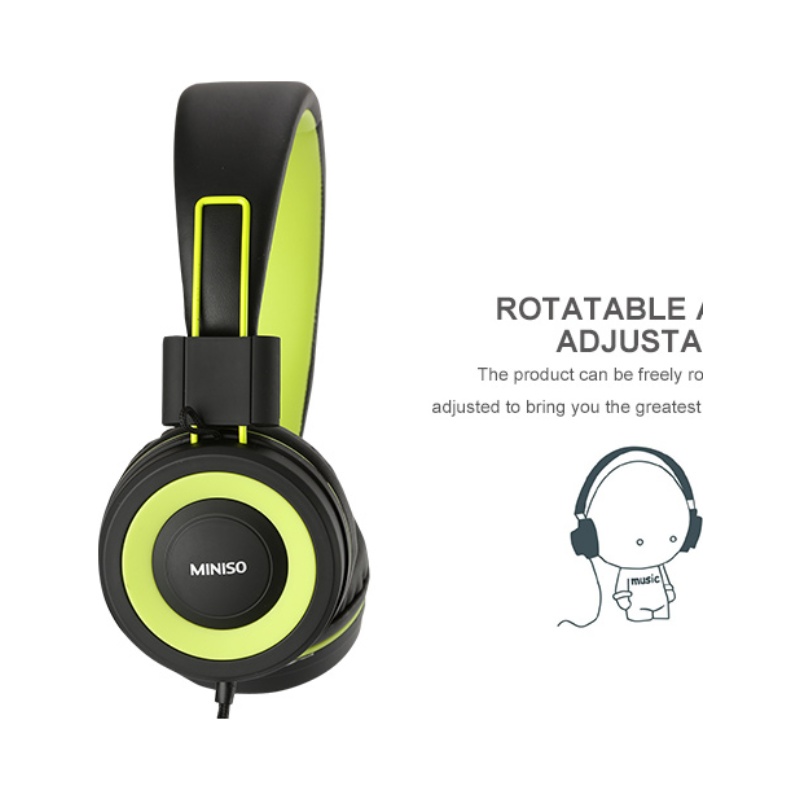 ROTATABLE
ADJUSTA
The product can be freely ro
adjusted to bring you the greatest
MINISO
music